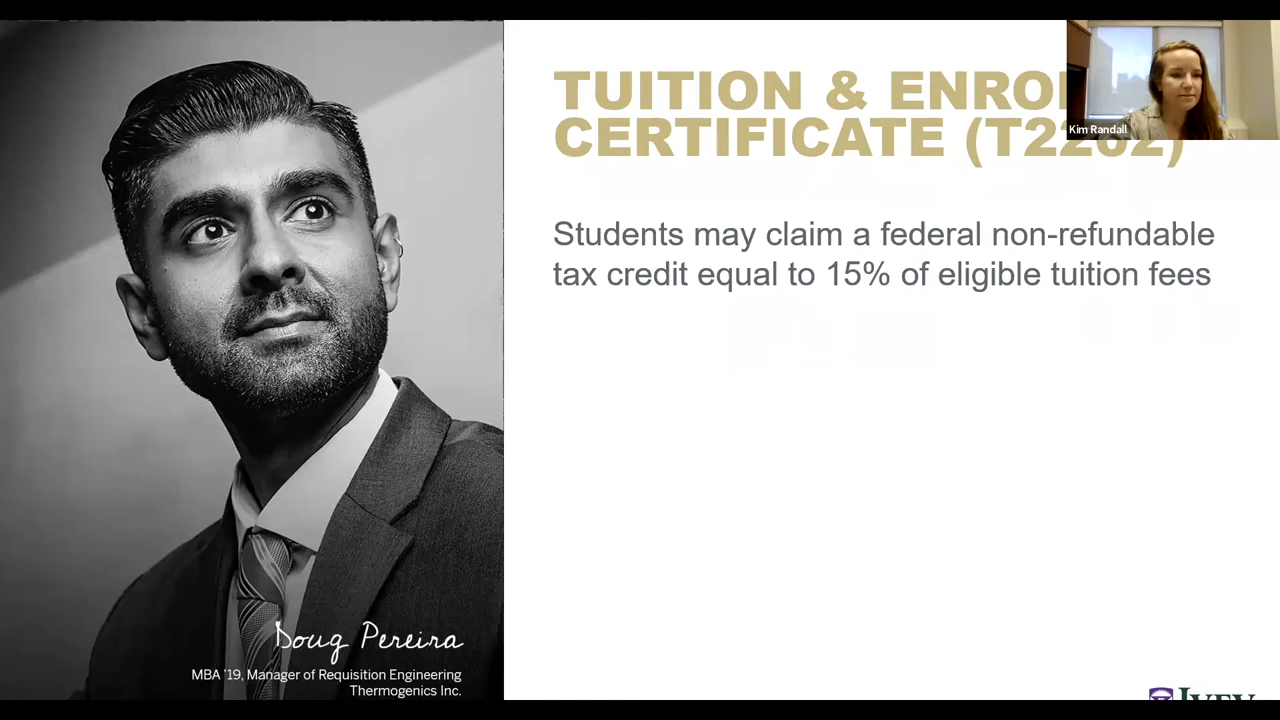 TUITION & ENRO
CERTIFICATE (T2202)
Kim Randall
Students may claim a federal non-refundable
tax credit equal to 15% of eligible tuition fees
Doug Pereira
MBA '19, Manager of Requisition Engineering
Thermogenics Inc.
IVEY